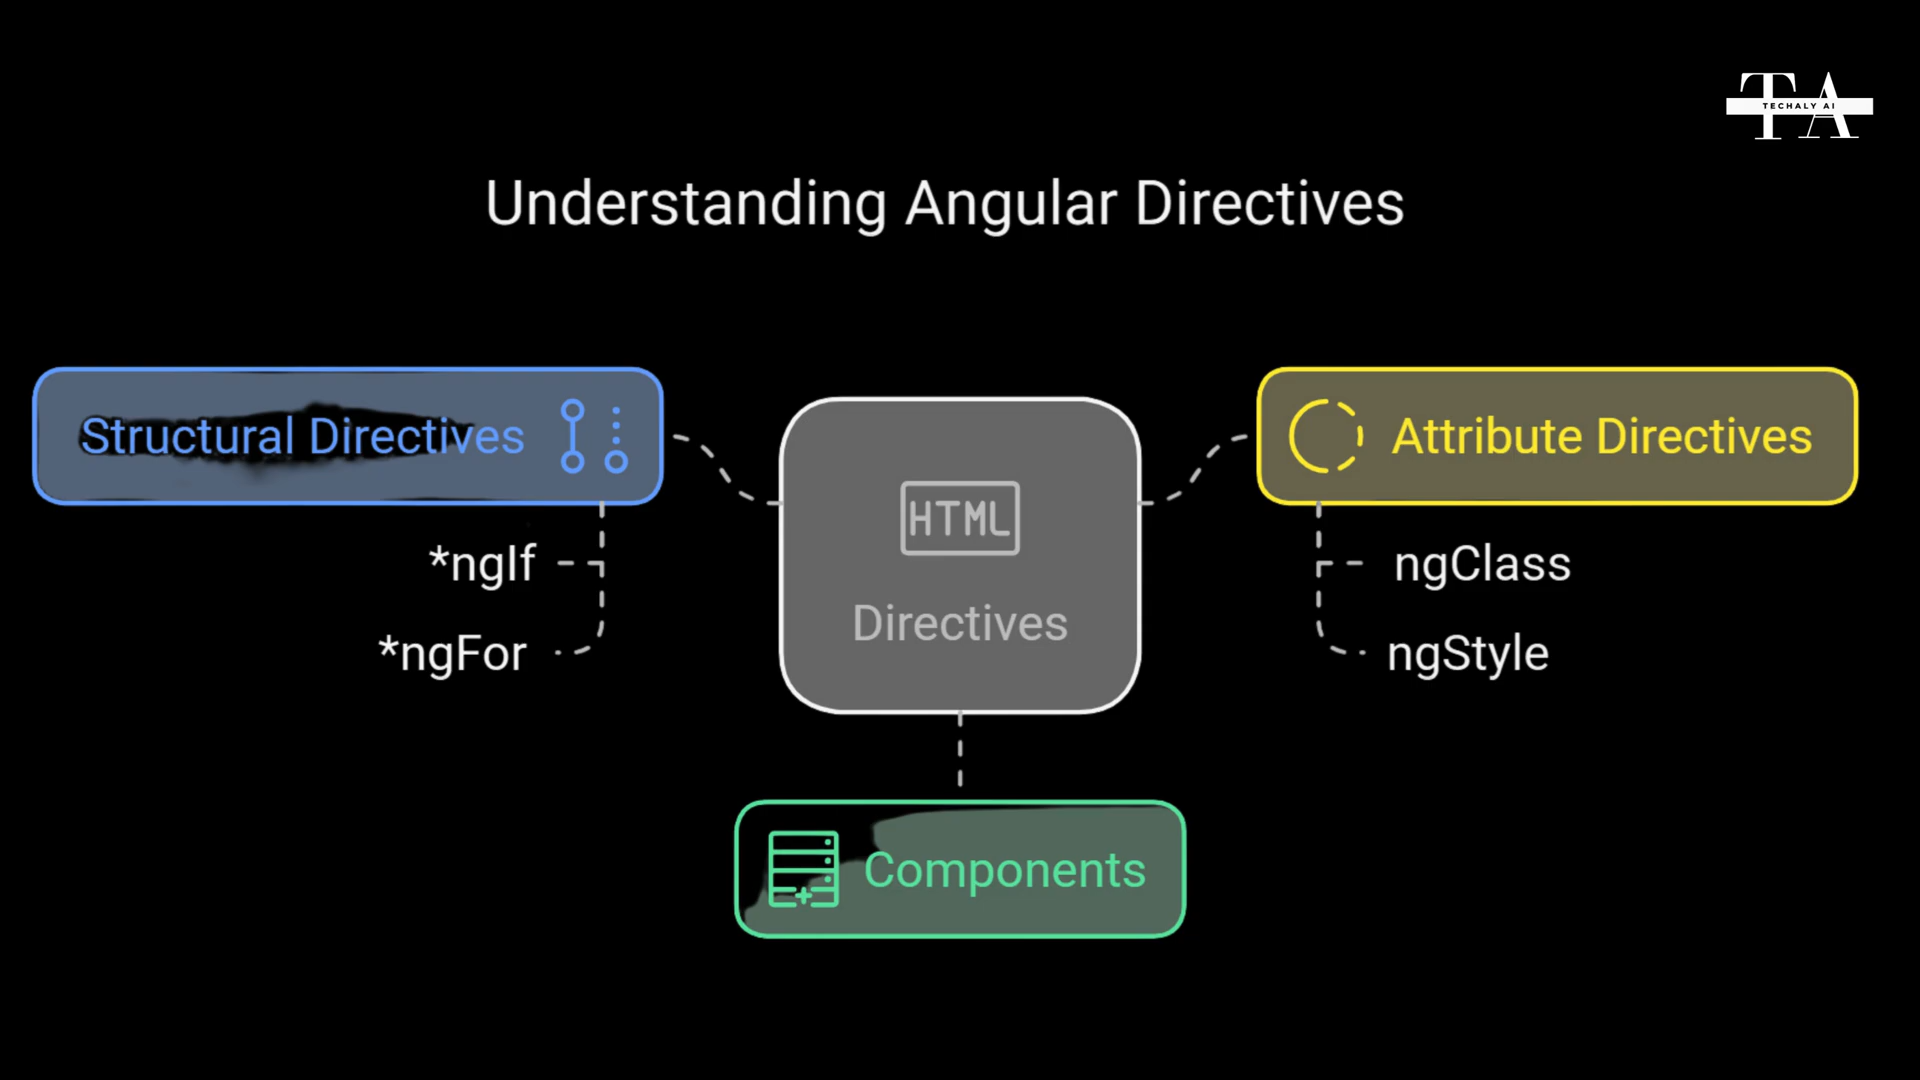 TA
TECHALY AI
Understanding Angular Directives
Structural Directives
*ngIf
*ngFor
HTML
Directives
Attribute Directives
ngClass
ngStyle
Components